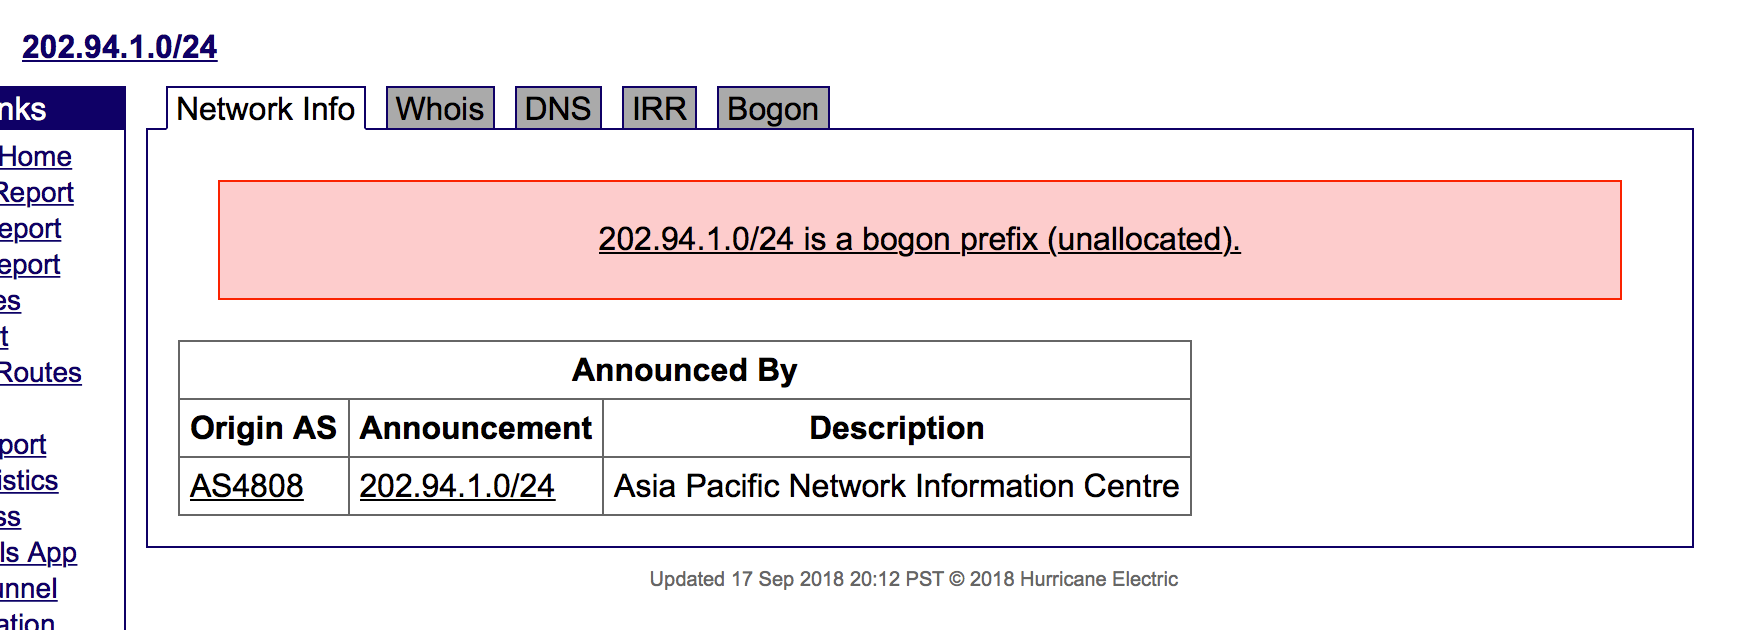 202.94.1.0/24
nks
Home
Report
eport
eport
es
t
Routes
port
istics
ss
ls App
unnel
ation
Network Info Whois DNS IRR Bogon
202.94.1.0/24 is a bogon prefix (unallocated).
Announced By
Origin AS Announcement Description
AS4808 202.94.1.0/24 Asia Pacific Network Information Centre
Updated 17 Sep 2018 20:12 PST © 2018 Hurricane Electric